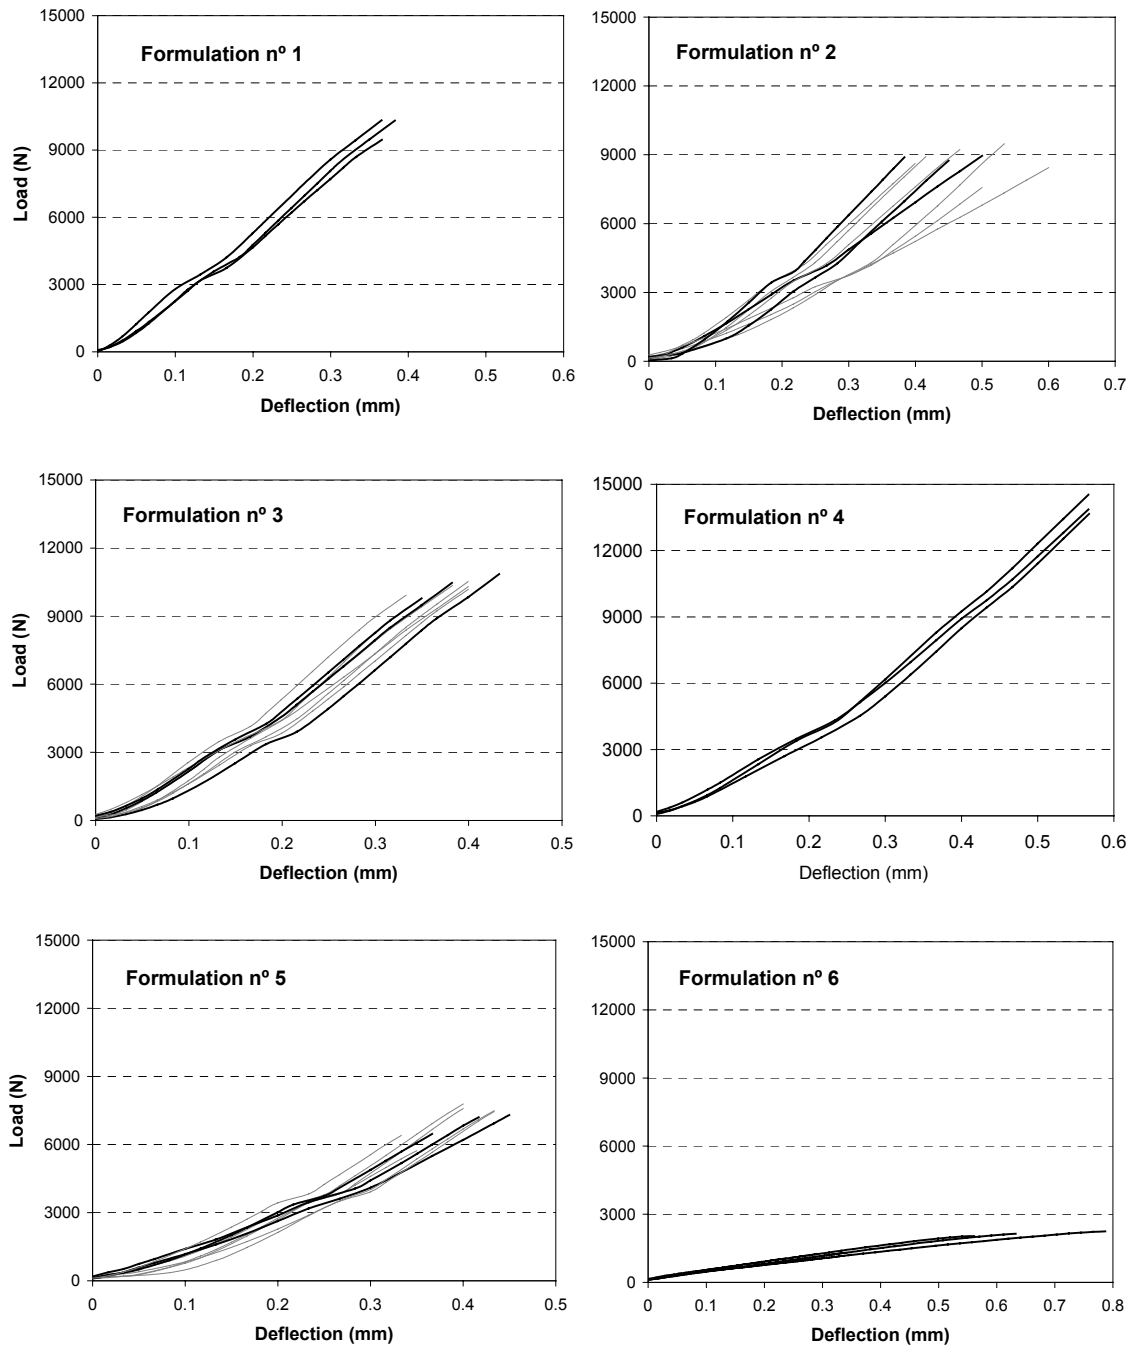 Formulation nº 1
15000
12000
9000
6000
3000
0
Load (N)
0 0.1 0.2 0.3 0.4 0.5 0.6
Deflection (mm)
Formulation nº 2
15000
12000
9000
6000
3000
0
0 0.1 0.2 0.3 0.4 0.5 0.6 0.7
Deflection (mm)
Formulation nº 3
15000
12000
9000
6000
3000
0
Load (N)
0 0.1 0.2 0.3 0.4 0.5
Deflection (mm)
Formulation nº 4
15000
12000
9000
6000
3000
0
0 0.1 0.2 0.3 0.4 0.5 0.6
Deflection (mm)
Formulation nº 5
15000
12000
9000
6000
3000
0
Load (N)
0 0.1 0.2 0.3 0.4 0.5
Deflection (mm)
Formulation nº 6
15000
12000
9000
6000
3000
0
0 0.1 0.2 0.3 0.4 0.5 0.6 0.7 0.8
Deflection (mm)